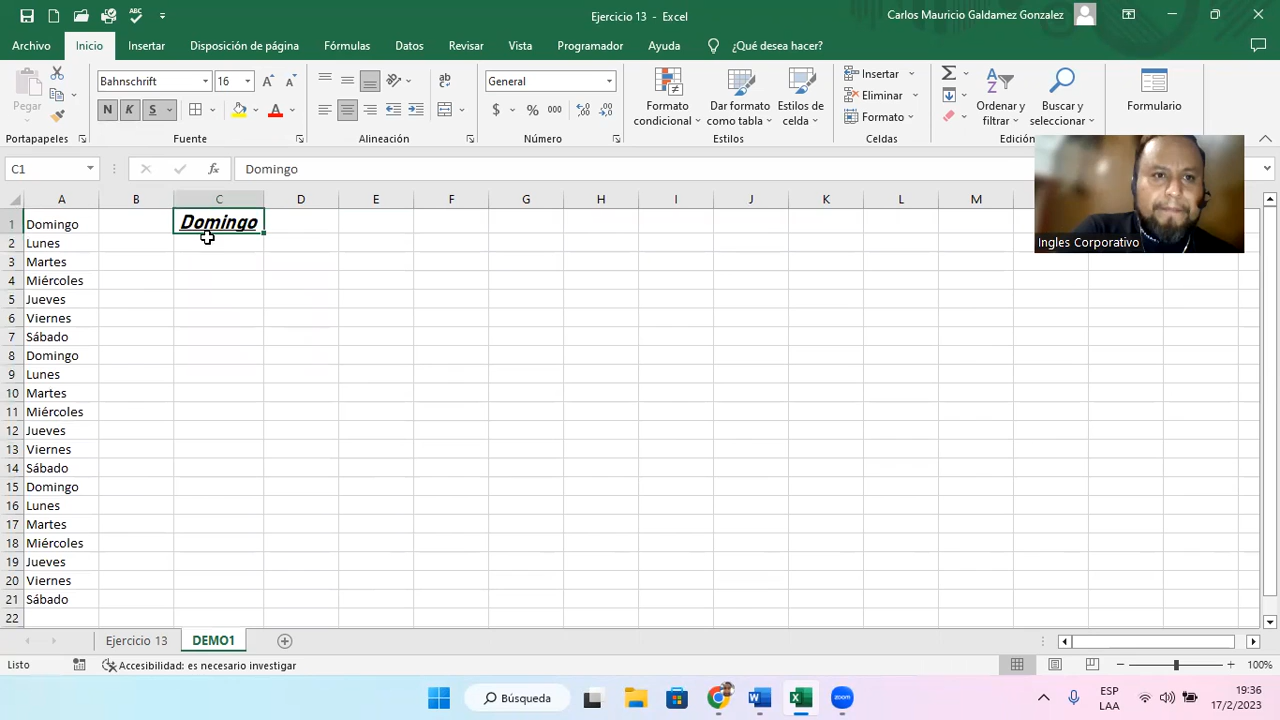 Ejercicio 13 - Excel
Carlos Mauricio Galdamez Gonzalez
Archivo Inicio Insertar Disposición de página Fórmulas Datos Revisar Vista Programador Ayuda ¿Qué desea hacer?
Pegar
Portapapeles
Bahnschrift 16
N K S
Fuente
ab
Alineación
General
$ % 000
Número
Formato condicional
Dar formato como tabla
Estilos de celda
Estilos
Insertar
Eliminar
Formato
Celdas
Ordenar y filtrar
Buscar y seleccionar
Edición
Formulario
C1 fx Domingo
A B C D E F G H I J K L M
1 Domingo Domingo
2 Lunes
3 Martes
4 Miércoles
5 Jueves
6 Viernes
7 Sábado
8 Domingo
9 Lunes
10 Martes
11 Miércoles
12 Jueves
13 Viernes
14 Sábado
15 Domingo
16 Lunes
17 Martes
18 Miércoles
19 Jueves
20 Viernes
21 Sábado
22
Ingles Corporativo
Ejercicio 13 DEMO1
Listo Accesibilidad: es necesario investigar 100%
Búsqueda
zoom
ESP
LAA
19:36
17/2/2023